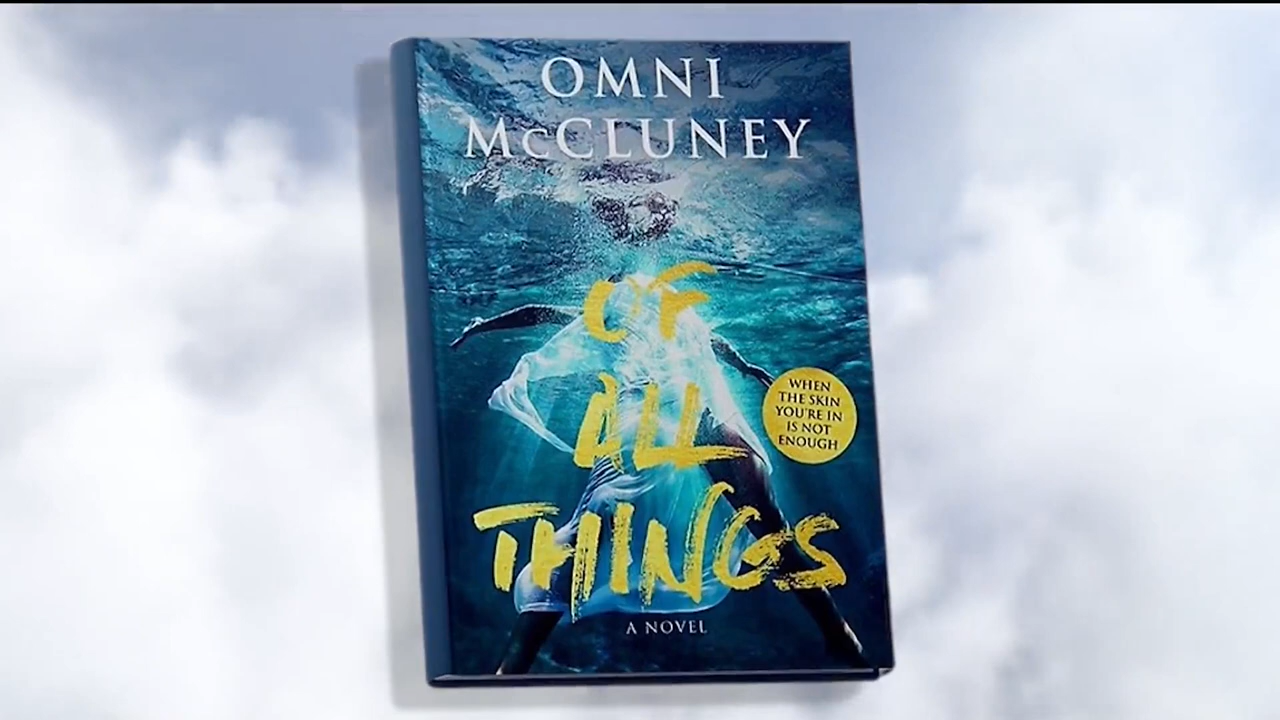 OMNI
McCLUNEY
OF
ALL
THINGS
WHEN
THE SKIN
YOU'RE IN
IS NOT
ENOUGH
A NOVEL